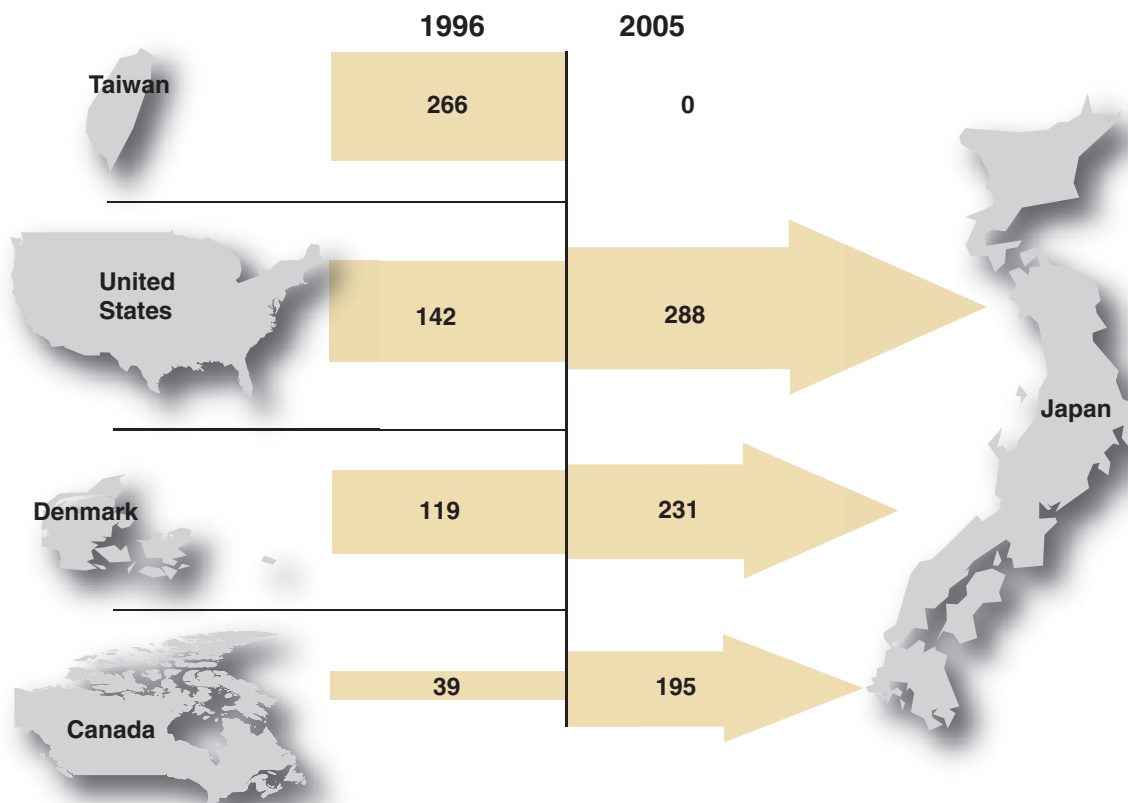 1996 2005
Taiwan 266 0
United
States
142 288
Japan
Denmark 119 231
Canada 39 195